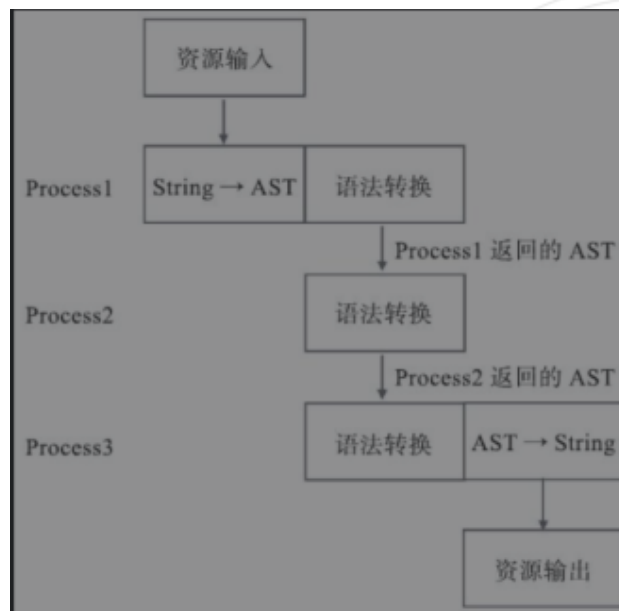 资源输入
Process1 String → AST 语法转换
Process1 返回的 AST
Process2 语法转换
Process2 返回的 AST
Process3 语法转换 AST → String
资源输出